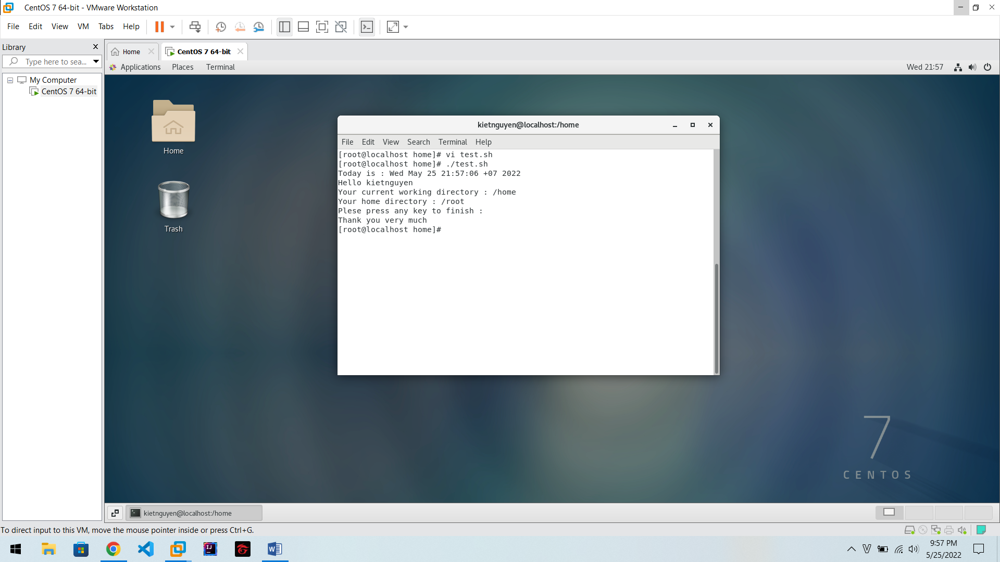 CentOS 7 64-bit - VMware Workstation
File Edit View VM Tabs Help
Library
Type here to sea...
My Computer
CentOS 7 64-bit
Home
CentOS 7 64-bit
Applications Places Terminal
Wed 21:57
Home
Trash
kietnguyen@localhost:/home
File Edit View Search Terminal Help
[root@localhost home]# vi test.sh
[root@localhost home]# ./test.sh
Today is : Wed May 25 21:57:06 +07 2022
Hello kietnguyen
Your current working directory : /home
Your home directory : /root
Plese press any key to finish :
Thank you very much
[root@localhost home]#
7
CENTOS
kietnguyen@localhost:/home
To direct input to this VM, move the mouse pointer inside or press Ctrl+G.
IJ
W
V
9:57 PM
5/25/2022